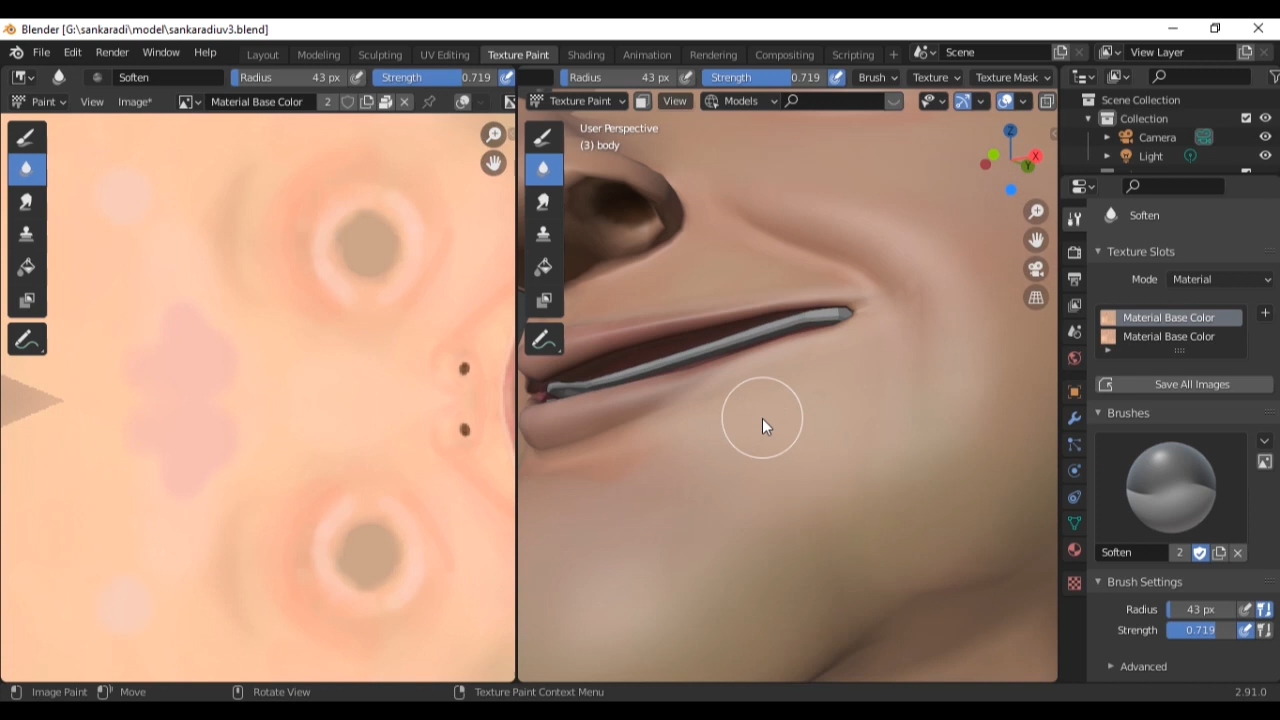 Blender [G:\sankaradi\model\sankaradiuv3.blend]
File Edit Render Window Help Layout Modeling Sculpting UV Editing Texture Paint Shading Animation Rendering Compositing Scripting + Scene View Layer
Soften Radius 43 px Strength 0.719 Radius 43 px Strength 0.719 Brush Texture Texture Mask
Paint View Image* Material Base Color 2 Texture Paint View Models
Scene Collection
Collection
Camera
Light
User Perspective
(3) body
Z
X
Y
Soften
Texture Slots
Mode Material
Material Base Color
Material Base Color
Save All Images
Brushes
Soften 2
Brush Settings
Radius 43 px
Strength 0.719
Advanced
Image Paint Move Rotate View Texture Paint Context Menu 2.91.0